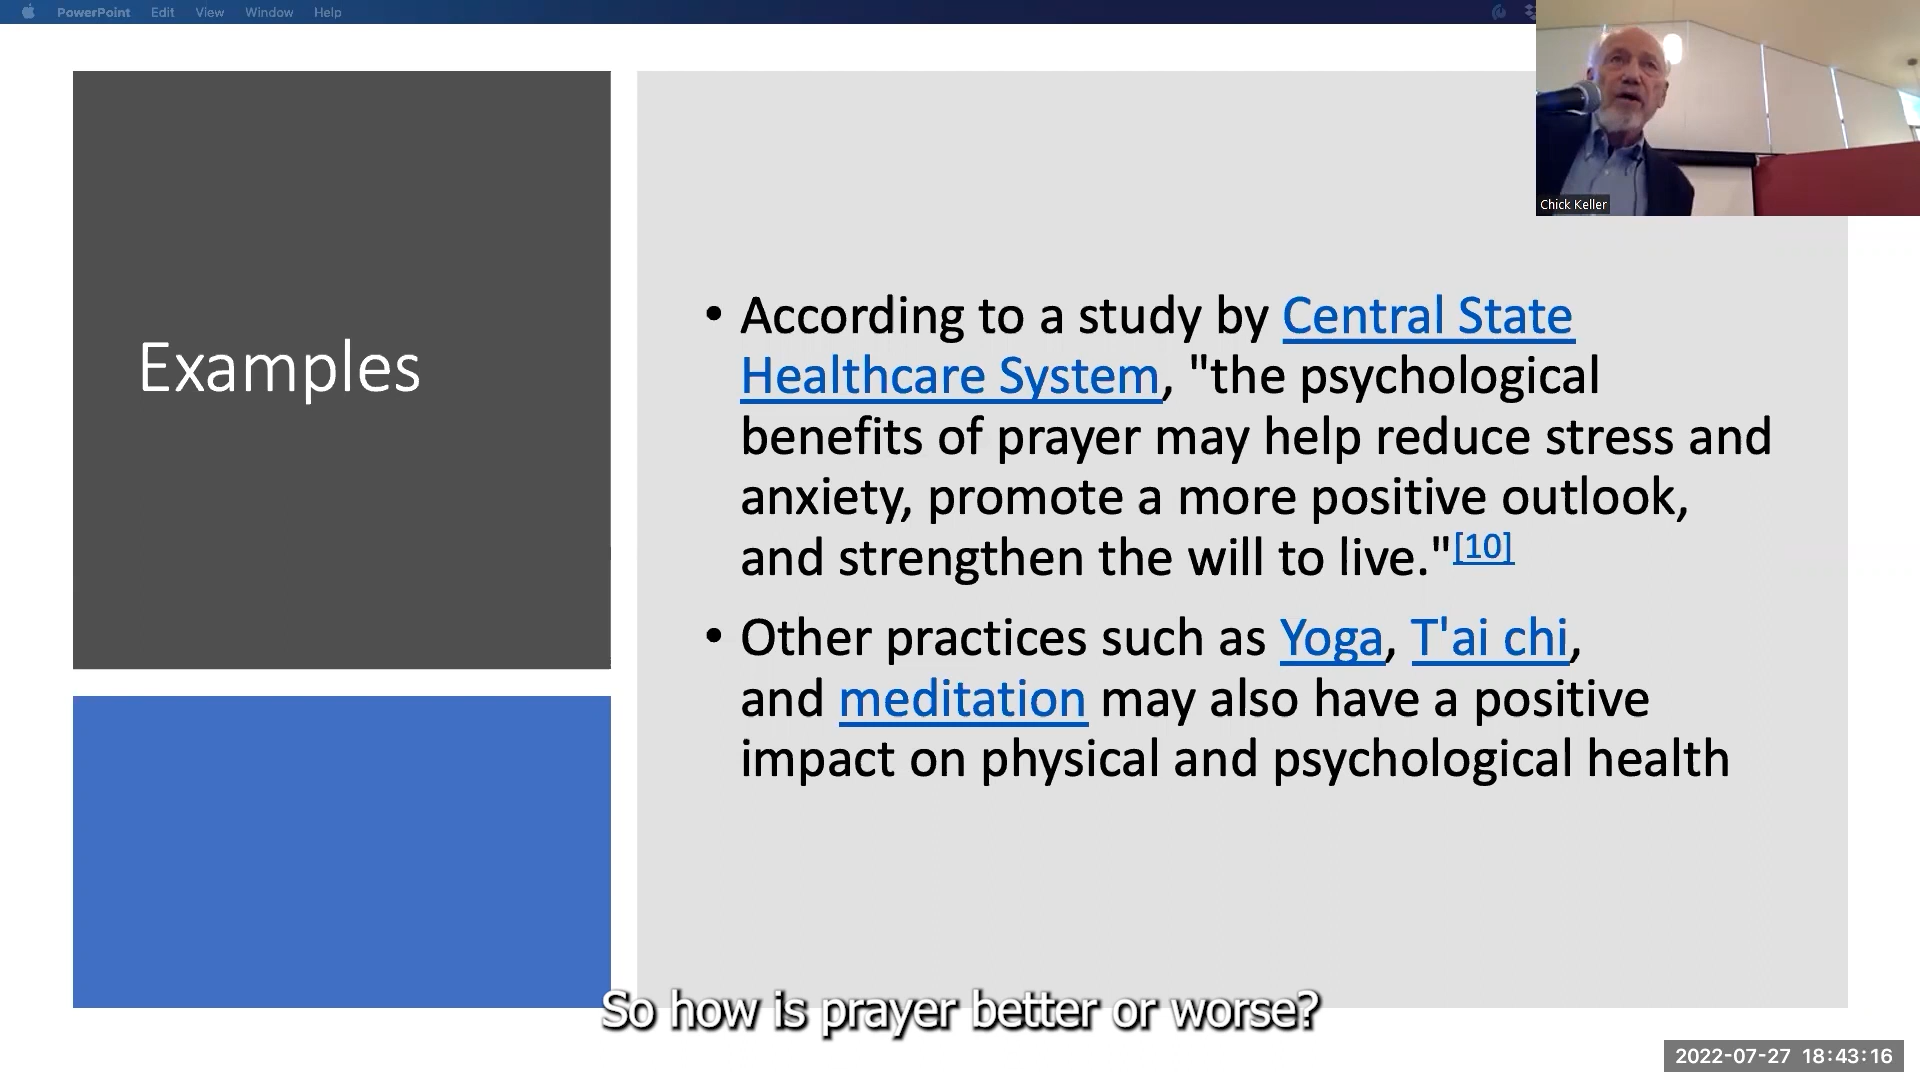 PowerPoint Edit View Window Help
Chick Keller
Examples
• According to a study by Central State
Healthcare System, "the psychological
benefits of prayer may help reduce stress and
anxiety, promote a more positive outlook,
and strengthen the will to live."[10]
• Other practices such as Yoga, T'ai chi,
and meditation may also have a positive
impact on physical and psychological health
So how is prayer better or worse?
2022-07-27 18:43:16